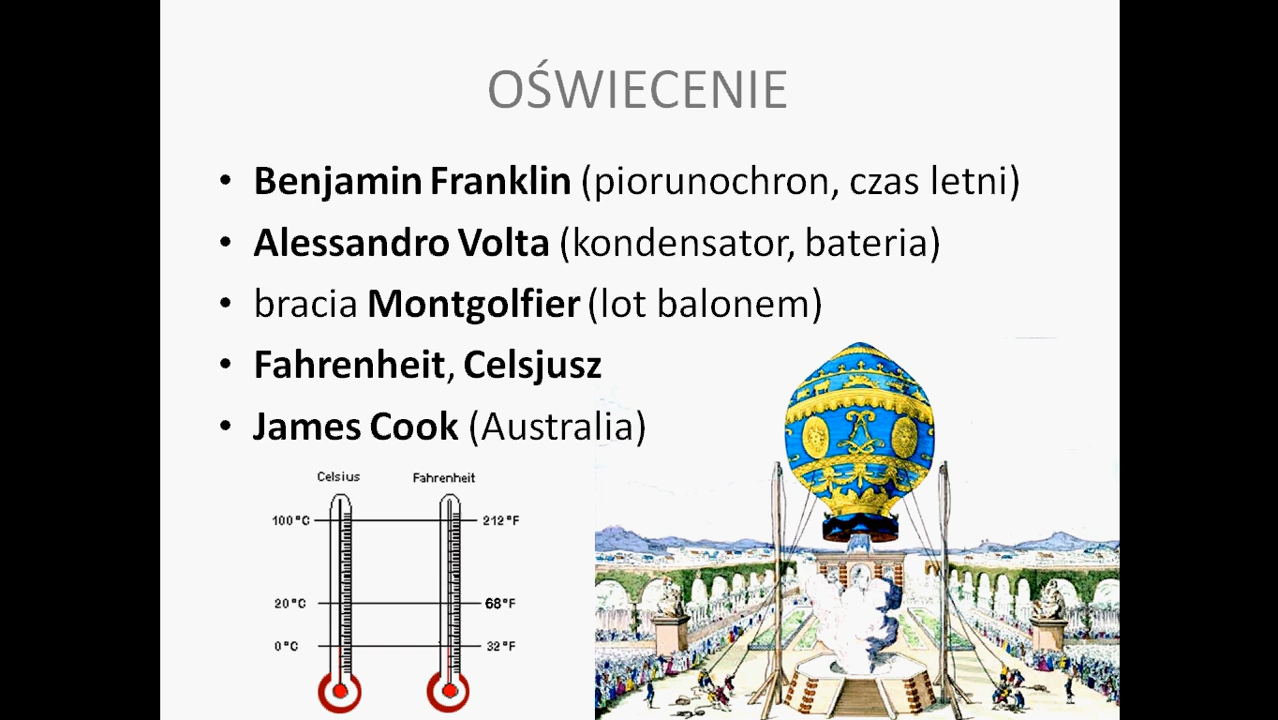 OŚWIECENIE
• Benjamin Franklin (piorunochron, czas letni)
• Alessandro Volta (kondensator, bateria)
• bracia Montgolfier (lot balonem)
• Fahrenheit, Celsjusz
• James Cook (Australia)
Celsius Fahrenheit
100°C 212°F
20°C 68°F
0°C 32°F